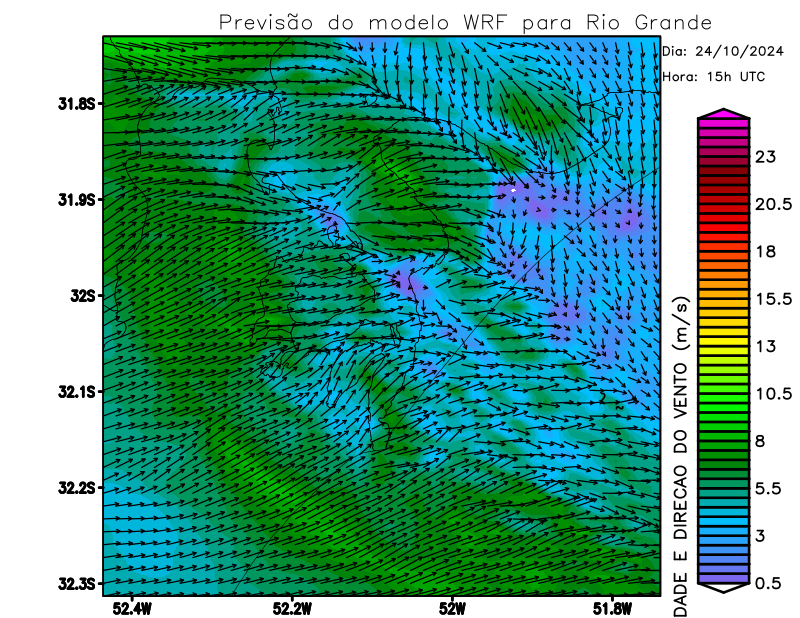 Previsão do modelo WRF para Rio Grande
Dia: 24/10/2024
Hora: 15h UTC
31.8S
31.9S
32S
32.1S
32.2S
32.3S
52.4W
52.2W
52W
51.8W
DADE E DIRECAO DO VENTO (m/s)
23
20.5
18
15.5
13
10.5
8
5.5
3
0.5